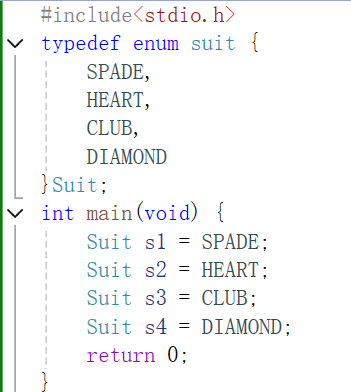 #include<stdio.h>
typedef enum suit {
SPADE,
HEART,
CLUB,
DIAMOND
}Suit;
int main(void) {
Suit s1 = SPADE;
Suit s2 = HEART;
Suit s3 = CLUB;
Suit s4 = DIAMOND;
return 0;
}